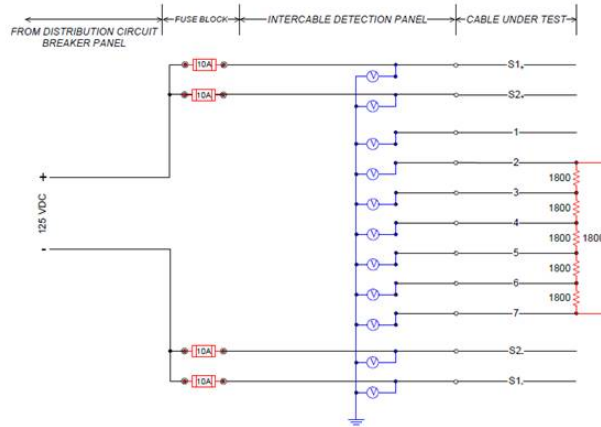 FROM DISTRIBUTION CIRCUIT
BREAKER PANEL
FUSE BLOCK
INTERCABLE DETECTION PANEL
CABLE UNDER TEST
10A
S1
V
10A
S2
V
1
V
2
V
1800
3
V
+
125 VDC
-
1800
4
V
1800
1800
5
V
1800
6
V
1800
7
V
10A
S2
V
10A
S1
V